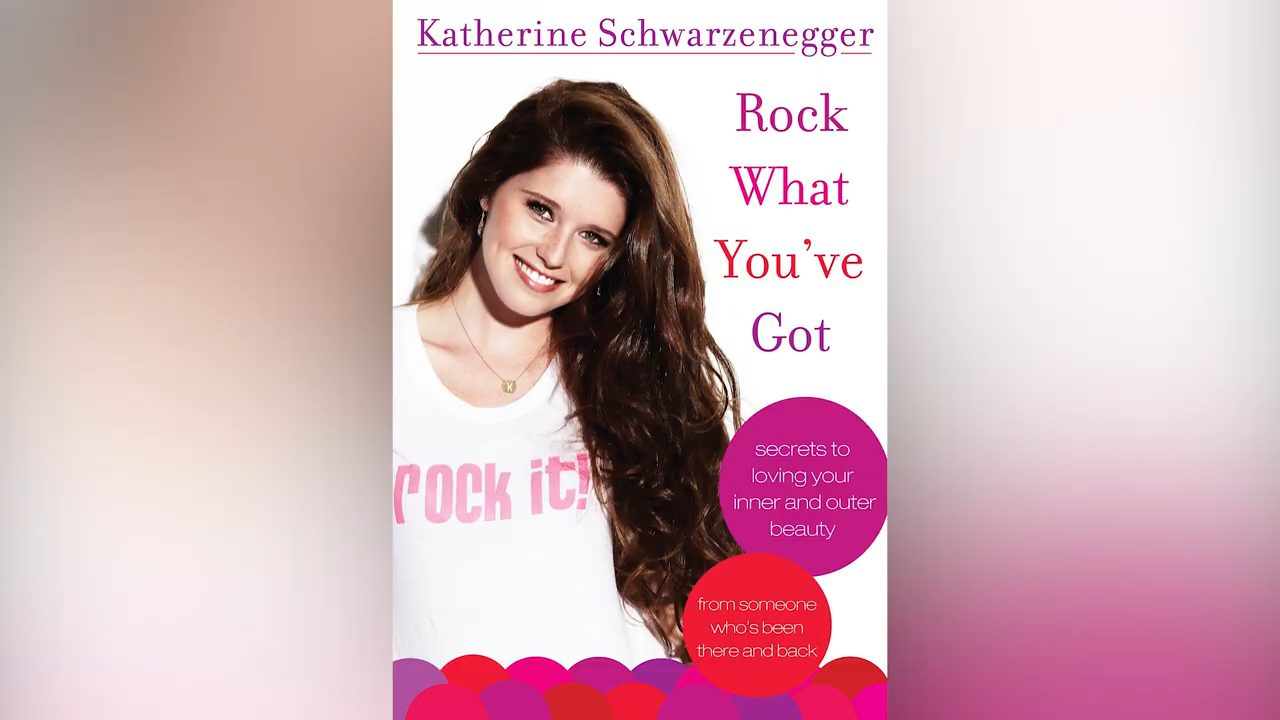 Katherine Schwarzenegger
Rock
What
You’ve
Got
K
rock it!
secrets to
loving your
inner and outer
beauty
from someone
who's been
there and back